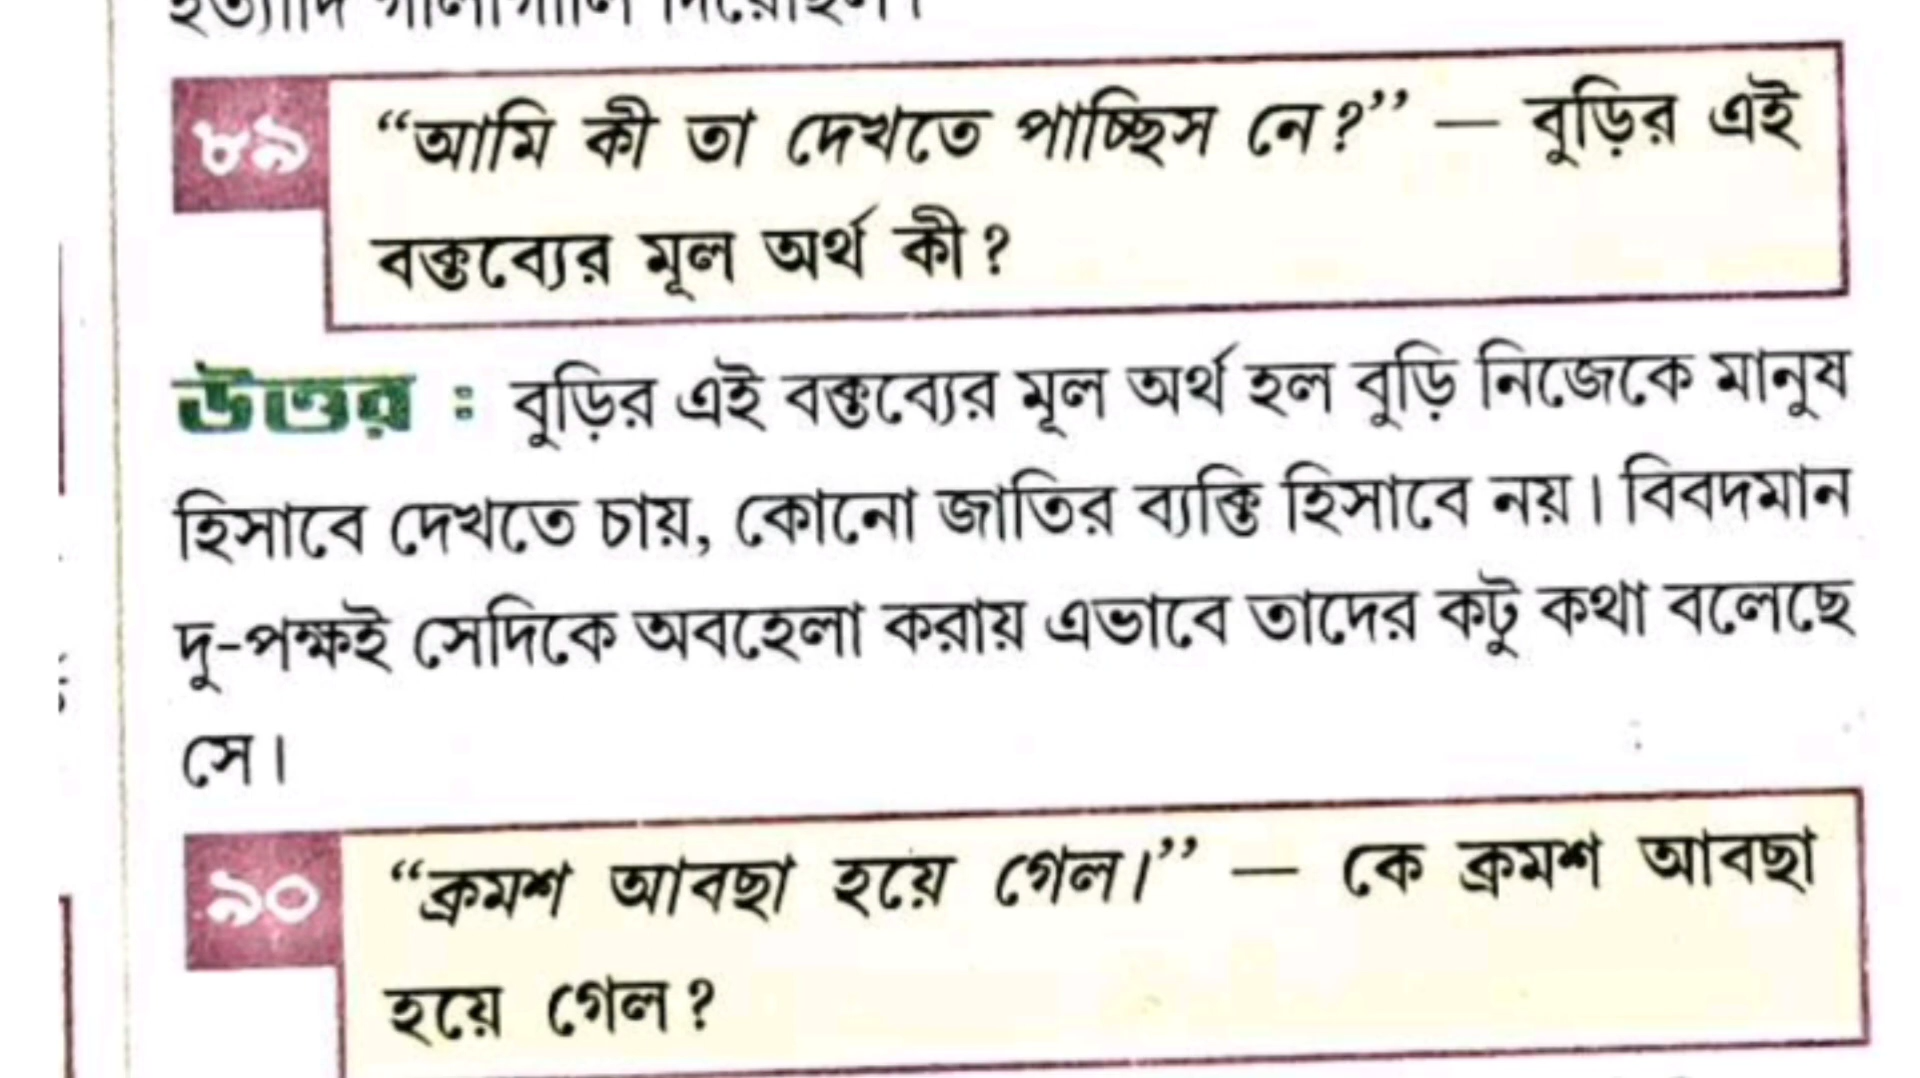 ইত্যাদি গালাগালি দিয়েছিল।
৮৯ “আমি কী তা দেখতে পাচ্ছিস নে?” — বুড়ির এই
বক্তব্যের মূল অর্থ কী?
উত্তর : বুড়ির এই বক্তব্যের মূল অর্থ হল বুড়ি নিজেকে মানুষ
হিসাবে দেখতে চায়, কোনো জাতির ব্যক্তি হিসাবে নয়। বিবদমান
দু-পক্ষই সেদিকে অবহেলা করায় এভাবে তাদের কটু কথা বলেছে
সে।
৯০ “ক্রমশ আবছা হয়ে গেল।” — কে ক্রমশ আবছা
হয়ে গেল?